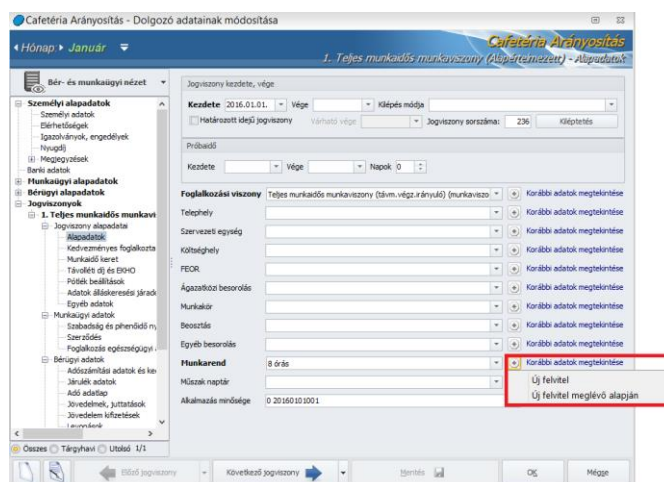 Cafetéria Arányosítás - Dolgozó adatainak módosítása
Hónap: Január
Cafetéria Arányosítás
1. Teljes munkaidős munkaviszony (Alapértelmezett) - Alapadatok
Bér- és munkaügyi nézet
Személyi alapadatok
Személyi adatok
Elérhetőségek
Igazolványok, engedélyek
Nyugdíj
Megjegyzések
Banki adatok
Munkaügyi alapadatok
Bérügyi alapadatok
Jogviszonyok
1. Teljes munkaidős munkavi
Jogviszony alapadatai
Alapadatok
Kedvezményes foglalkozta
Munkaidő keret
Távolléti díj és EKHO
Pótlék beállítások
Adatok álláskeresési járadé
Egyéb adatok
Munkaügyi adatok
Szabadság és pihenőidő ny
Szerződés
Foglalkozás egészségügyi
Bérügyi adatok
Adószámítási adatok és ke
Járulék adatok
Adó adatlap
Jövedelmek, juttatások
Jövedelem kifizetések
Levonások
Összes Tárgyhavi Utolsó 1/1
Jogviszony kezdete, vége
Kezdete 2016.01.01. Vége Kilépés módja
Határozott idejű jogviszony Várható vége Jogviszony sorszáma: 236 Kiléptetés
Próbaidő
Kezdete Vége Napok 0
Foglalkozási viszony Teljes munkaidős munkaviszony (távm.végz.irányuló) (munkaviszo Korábbi adatok megtekintése
Telephely Korábbi adatok megtekintése
Szervezeti egység Korábbi adatok megtekintése
Költséghely Korábbi adatok megtekintése
FEOR Korábbi adatok megtekintése
Ágazatközi besorolás Korábbi adatok megtekintése
Munkakör Korábbi adatok megtekintése
Beosztás Korábbi adatok megtekintése
Egyéb besorolás Korábbi adatok megtekintése
Munkarend 8 órás Korábbi adatok megtekintése
Műszak naptár
Új felvitel
Új felvitel meglévő alapján
Alkalmazás minősége 0 20160101001
Előző jogviszony Következő jogviszony Mentés OK Mégse